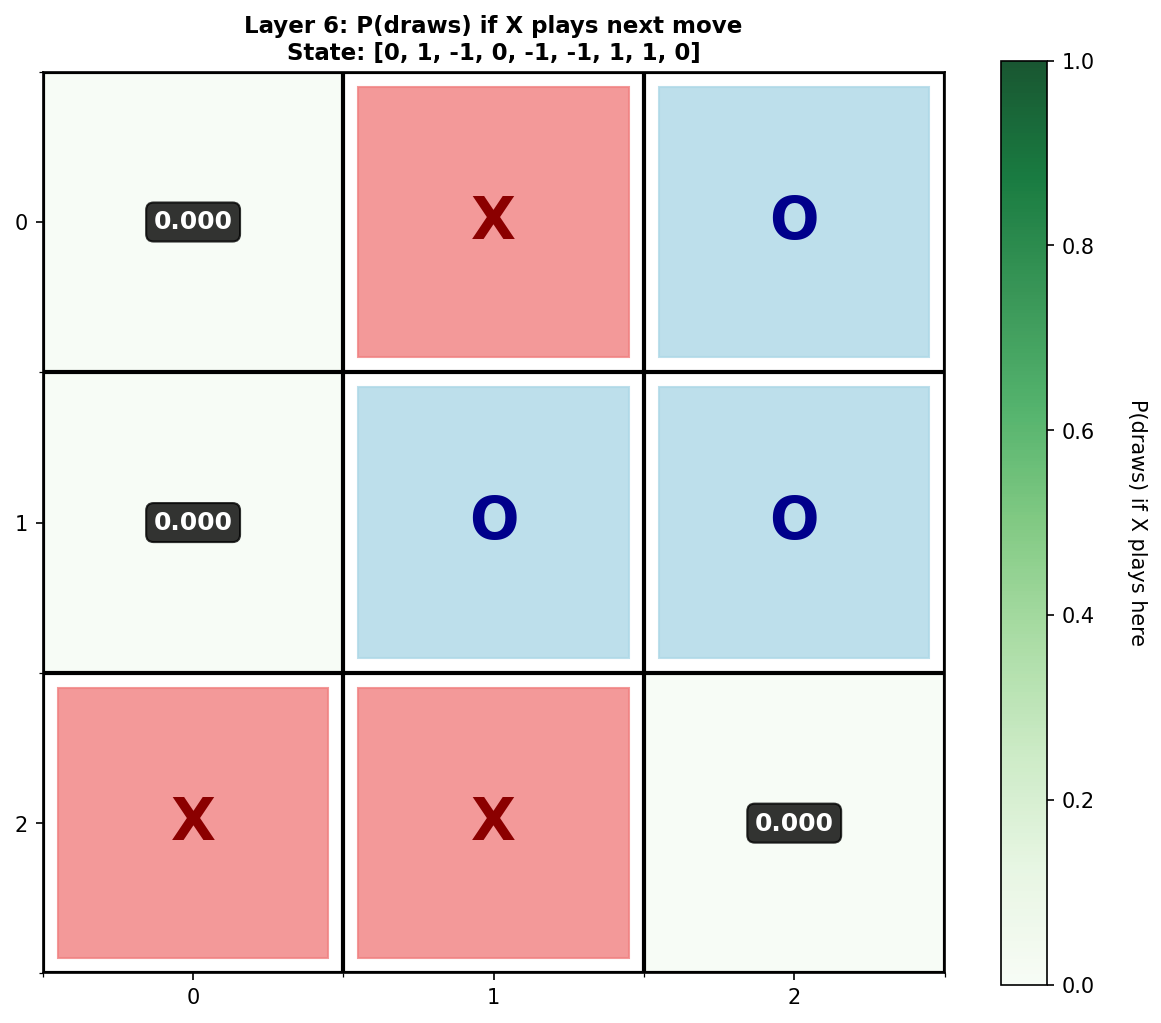 Layer 6: P(draws) if X plays next move
State: [0, 1, -1, 0, -1, -1, 1, 1, 0]
0 0.000 X O
1 0.000 O O
2 X X 0.000
0 1 2
1.0
0.8
0.6
0.4
0.2
0.0
P(draws) if X plays here